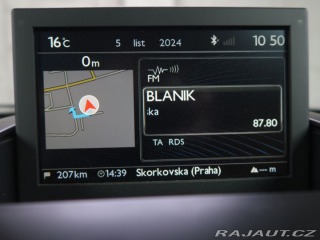 16°C 5 list 2024 10 50
0m
FM
BLANIK
:ka
87.80
TA RDS
207km 14:39 Skorkovska (Praha) --- m
RAJAUT.CZ